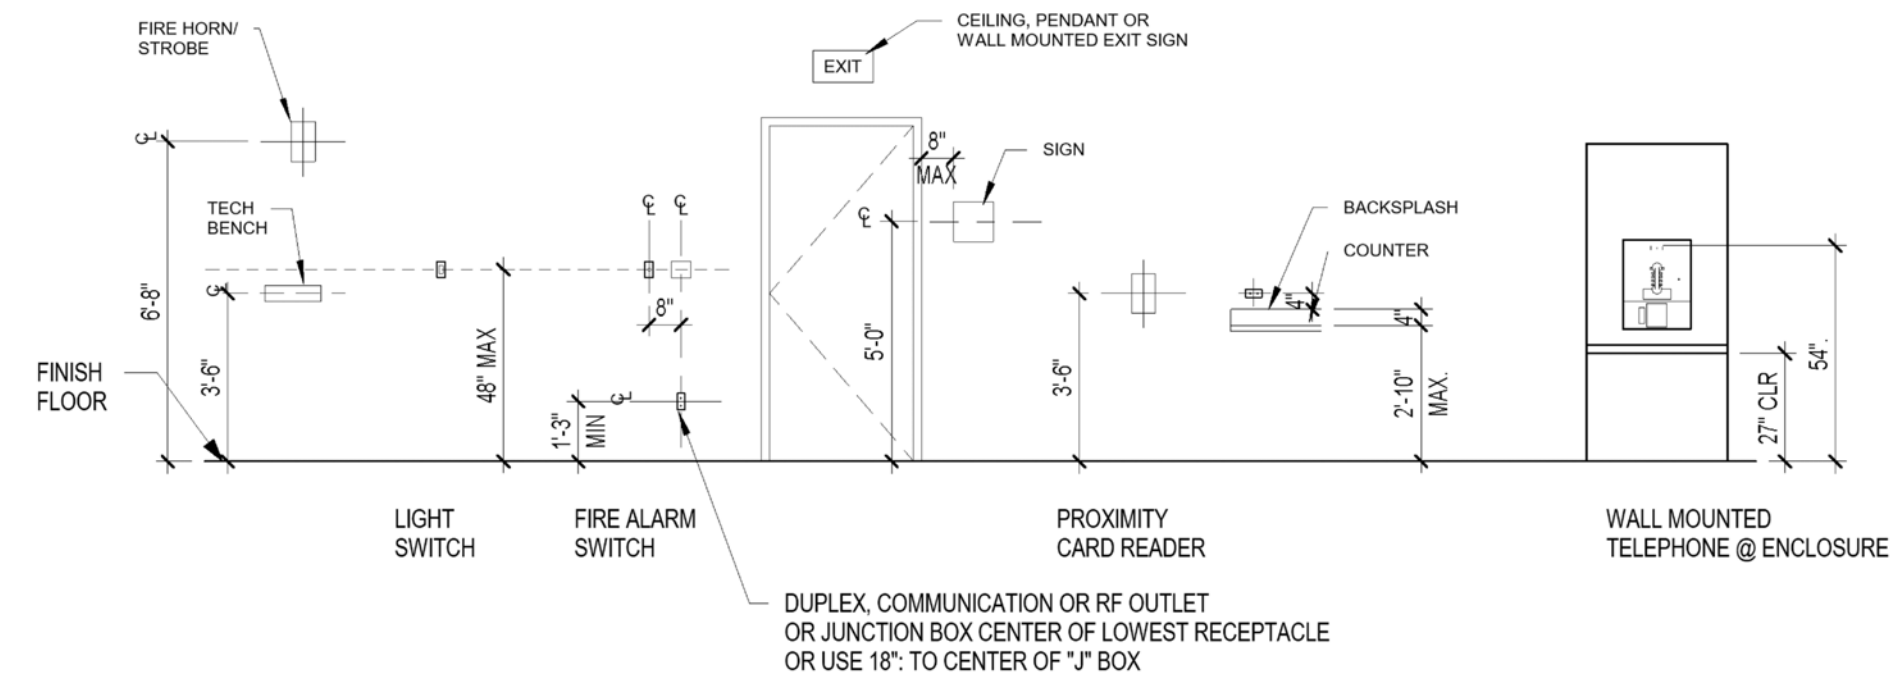 FIRE HORN/
STROBE
CEILING, PENDANT OR
WALL MOUNTED EXIT SIGN
EXIT
8"
MAX
SIGN
TECH
BENCH
BACKSPLASH
COUNTER
℄
℄
℄
℄
℄
℄
6'-8"
3'-6"
48" MAX
8"
1'-3"
MIN
5'-0"
3'-6"
4"
4"
2'-10"
MAX.
27" CLR
54".
FINISH
FLOOR
LIGHT
SWITCH
FIRE ALARM
SWITCH
PROXIMITY
CARD READER
WALL MOUNTED
TELEPHONE @ ENCLOSURE
DUPLEX, COMMUNICATION OR RF OUTLET
OR JUNCTION BOX CENTER OF LOWEST RECEPTACLE
OR USE 18": TO CENTER OF "J" BOX